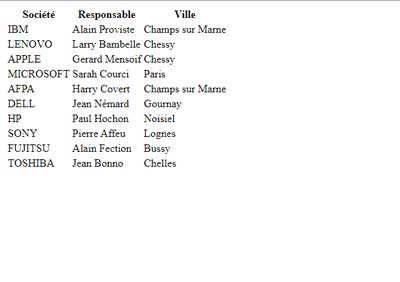 Société Responsable Ville
IBM Alain Proviste Champs sur Marne
LENOVO Larry Bambelle Chessy
APPLE Gerard Mensoif Chessy
MICROSOFT Sarah Courci Paris
AFPA Harry Covert Champs sur Marne
DELL Jean Némard Gournay
HP Paul Hochon Noisiel
SONY Pierre Affeu Lognes
FUJITSU Alain Fection Bussy
TOSHIBA Jean Bonno Chelles